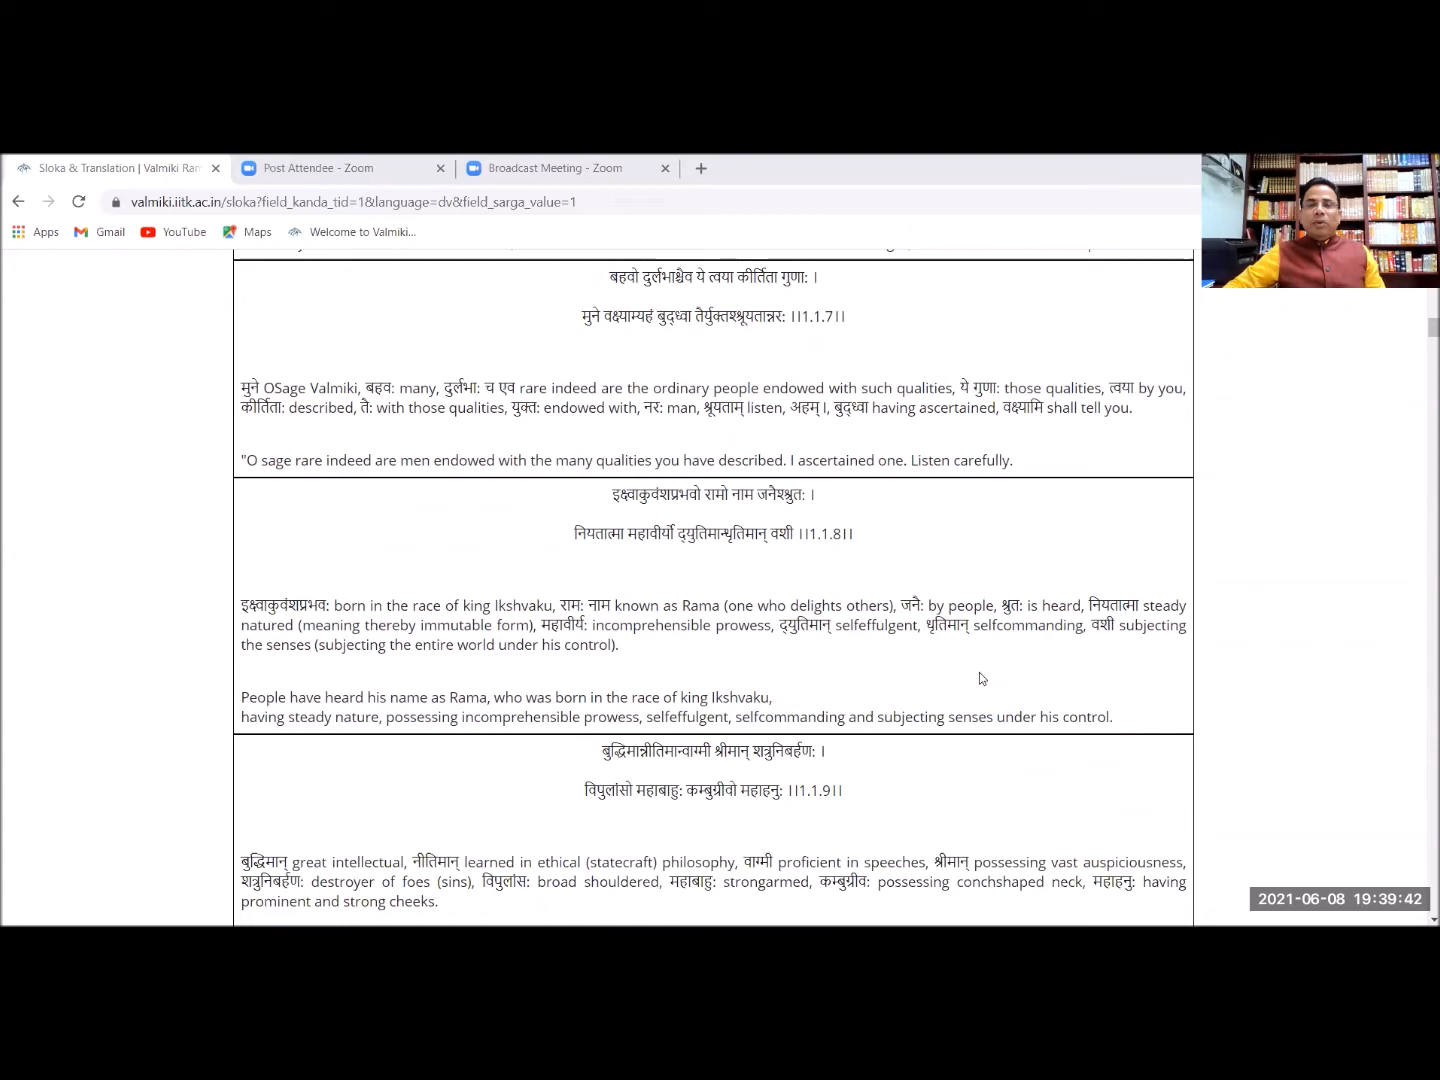 Sloka & Translation | Valmiki Ram
Post Attendee - Zoom
Broadcast Meeting - Zoom
valmiki.iitk.ac.in/sloka?field_kanda_tid=1&language=dv&field_sarga_value=1
Apps Gmail YouTube Maps Welcome to Valmiki...
बहवो दुर्लभाश्चैव ये त्वया कीर्तिता गुणा: ।
मुने वक्ष्याम्यहं बुद्ध्वा तैर्युक्तश्श्रूयतान्नर: ।।1.1.7।।
मुने OSage Valmiki, बहव: many, दुर्लभा: च एव rare indeed are the ordinary people endowed with such qualities, ये गुणा: those qualities, त्वया by you,
कीर्तिता: described, तै: with those qualities, युक्त: endowed with, नर: man, श्रूयताम् listen, अहम् I, बुद्ध्वा having ascertained, वक्ष्यामि shall tell you.
"O sage rare indeed are men endowed with the many qualities you have described. I ascertained one. Listen carefully.
इक्ष्वाकुवंशप्रभवो रामो नाम जनैश्श्रुत: ।
नियतात्मा महावीर्यो द्युतिमान्धृतिमान् वशी ।।1.1.8।।
इक्ष्वाकुवंशप्रभव: born in the race of king Ikshvaku, राम: नाम known as Rama (one who delights others), जनै: by people, श्रुत: is heard, नियतात्मा steady
natured (meaning thereby immutable form), महावीर्य: incomprehensible prowess, द्युतिमान् selfeffulgent, धृतिमान् selfcommanding, वशी subjecting
the senses (subjecting the entire world under his control).
People have heard his name as Rama, who was born in the race of king Ikshvaku,
having steady nature, possessing incomprehensible prowess, selfeffulgent, selfcommanding and subjecting senses under his control.
बुद्धिमान्नीतिमान्वाग्मी श्रीमान् शत्रुनिबर्हण: ।
विपुलांसो महाबाहु: कम्बुग्रीवो महाहनु: ।।1.1.9।।
बुद्धिमान् great intellectual, नीतिमान् learned in ethical (statecraft) philosophy, वाग्मी proficient in speeches, श्रीमान् possessing vast auspiciousness,
शत्रुनिबर्हण: destroyer of foes (sins), विपुलांस: broad shouldered, महाबाहु: strongarmed, कम्बुग्रीव: possessing conchshaped neck, महाहनु: having
prominent and strong cheeks.
2021-06-08 19:39:42